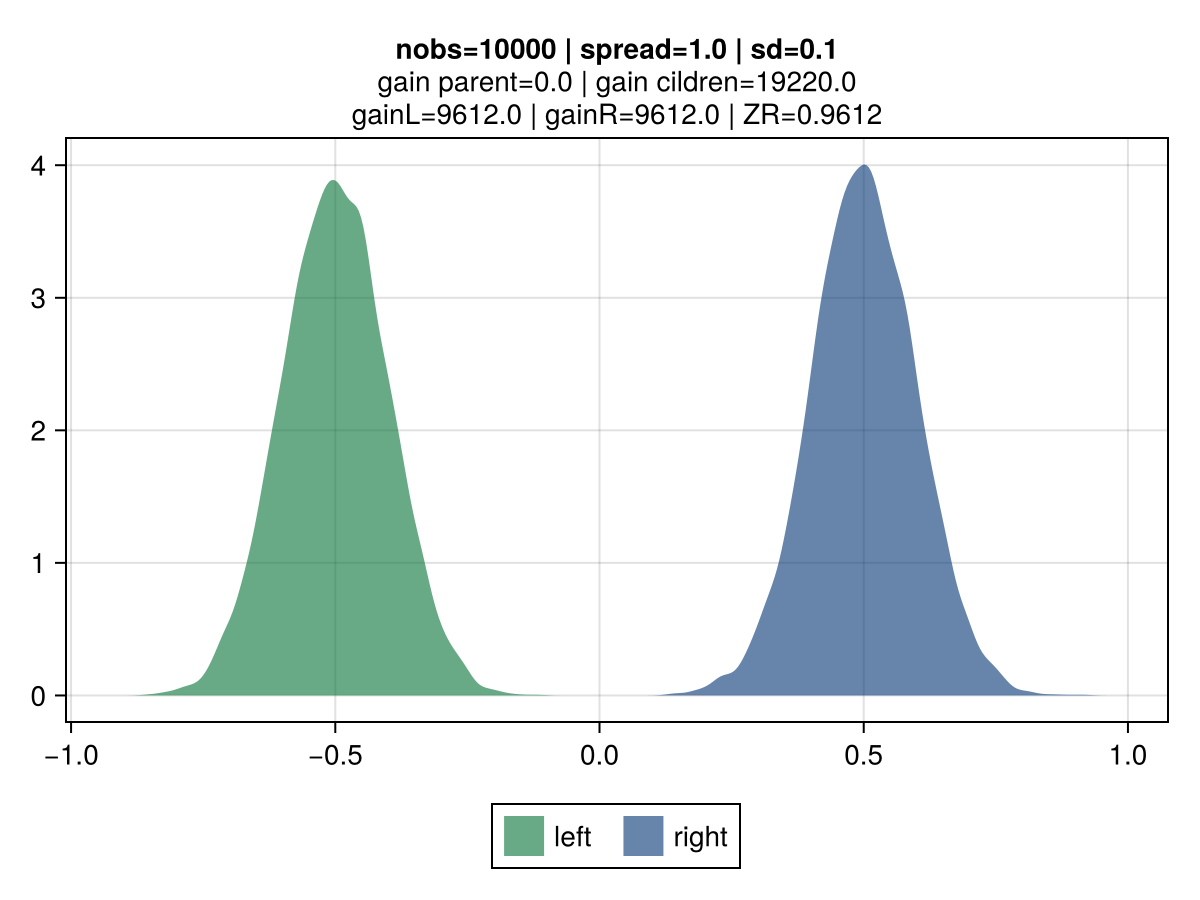 nobs=10000 | spread=1.0 | sd=0.1
gain parent=0.0 | gain cildren=19220.0
gainL=9612.0 | gainR=9612.0 | ZR=0.9612
4
3
2
1
0
−1.0 −0.5 0.0 0.5 1.0
left right